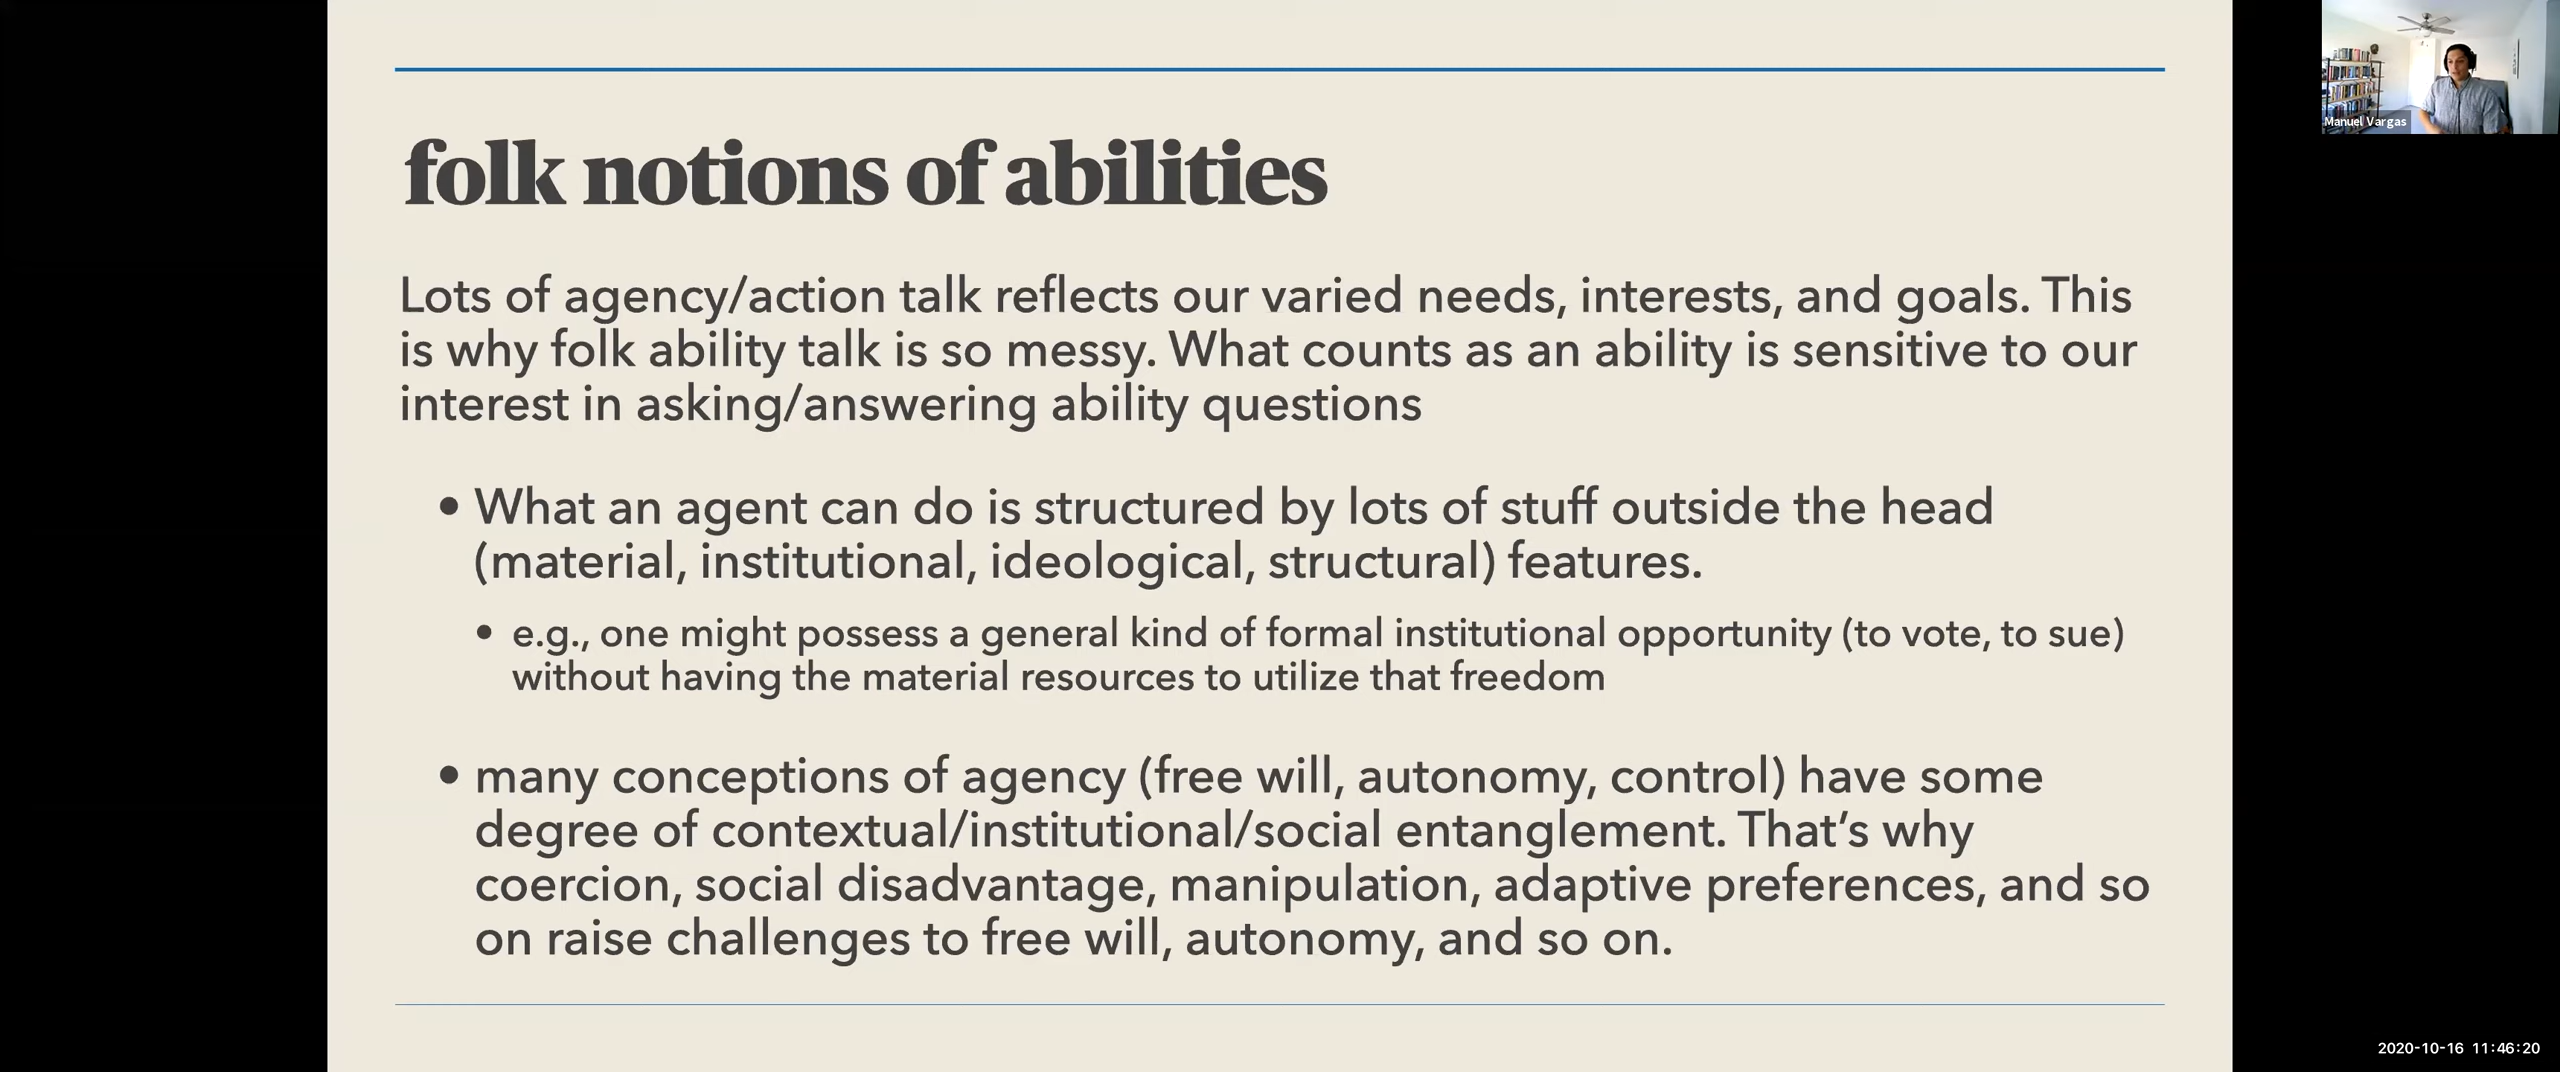 folk notions of abilities
Lots of agency/action talk reflects our varied needs, interests, and goals. This
is why folk ability talk is so messy. What counts as an ability is sensitive to our
interest in asking/answering ability questions
• What an agent can do is structured by lots of stuff outside the head
(material, institutional, ideological, structural) features.
• e.g., one might possess a general kind of formal institutional opportunity (to vote, to sue)
without having the material resources to utilize that freedom
• many conceptions of agency (free will, autonomy, control) have some
degree of contextual/institutional/social entanglement. That’s why
coercion, social disadvantage, manipulation, adaptive preferences, and so
on raise challenges to free will, autonomy, and so on.
Manuel Vargas
2020-10-16 11:46:20